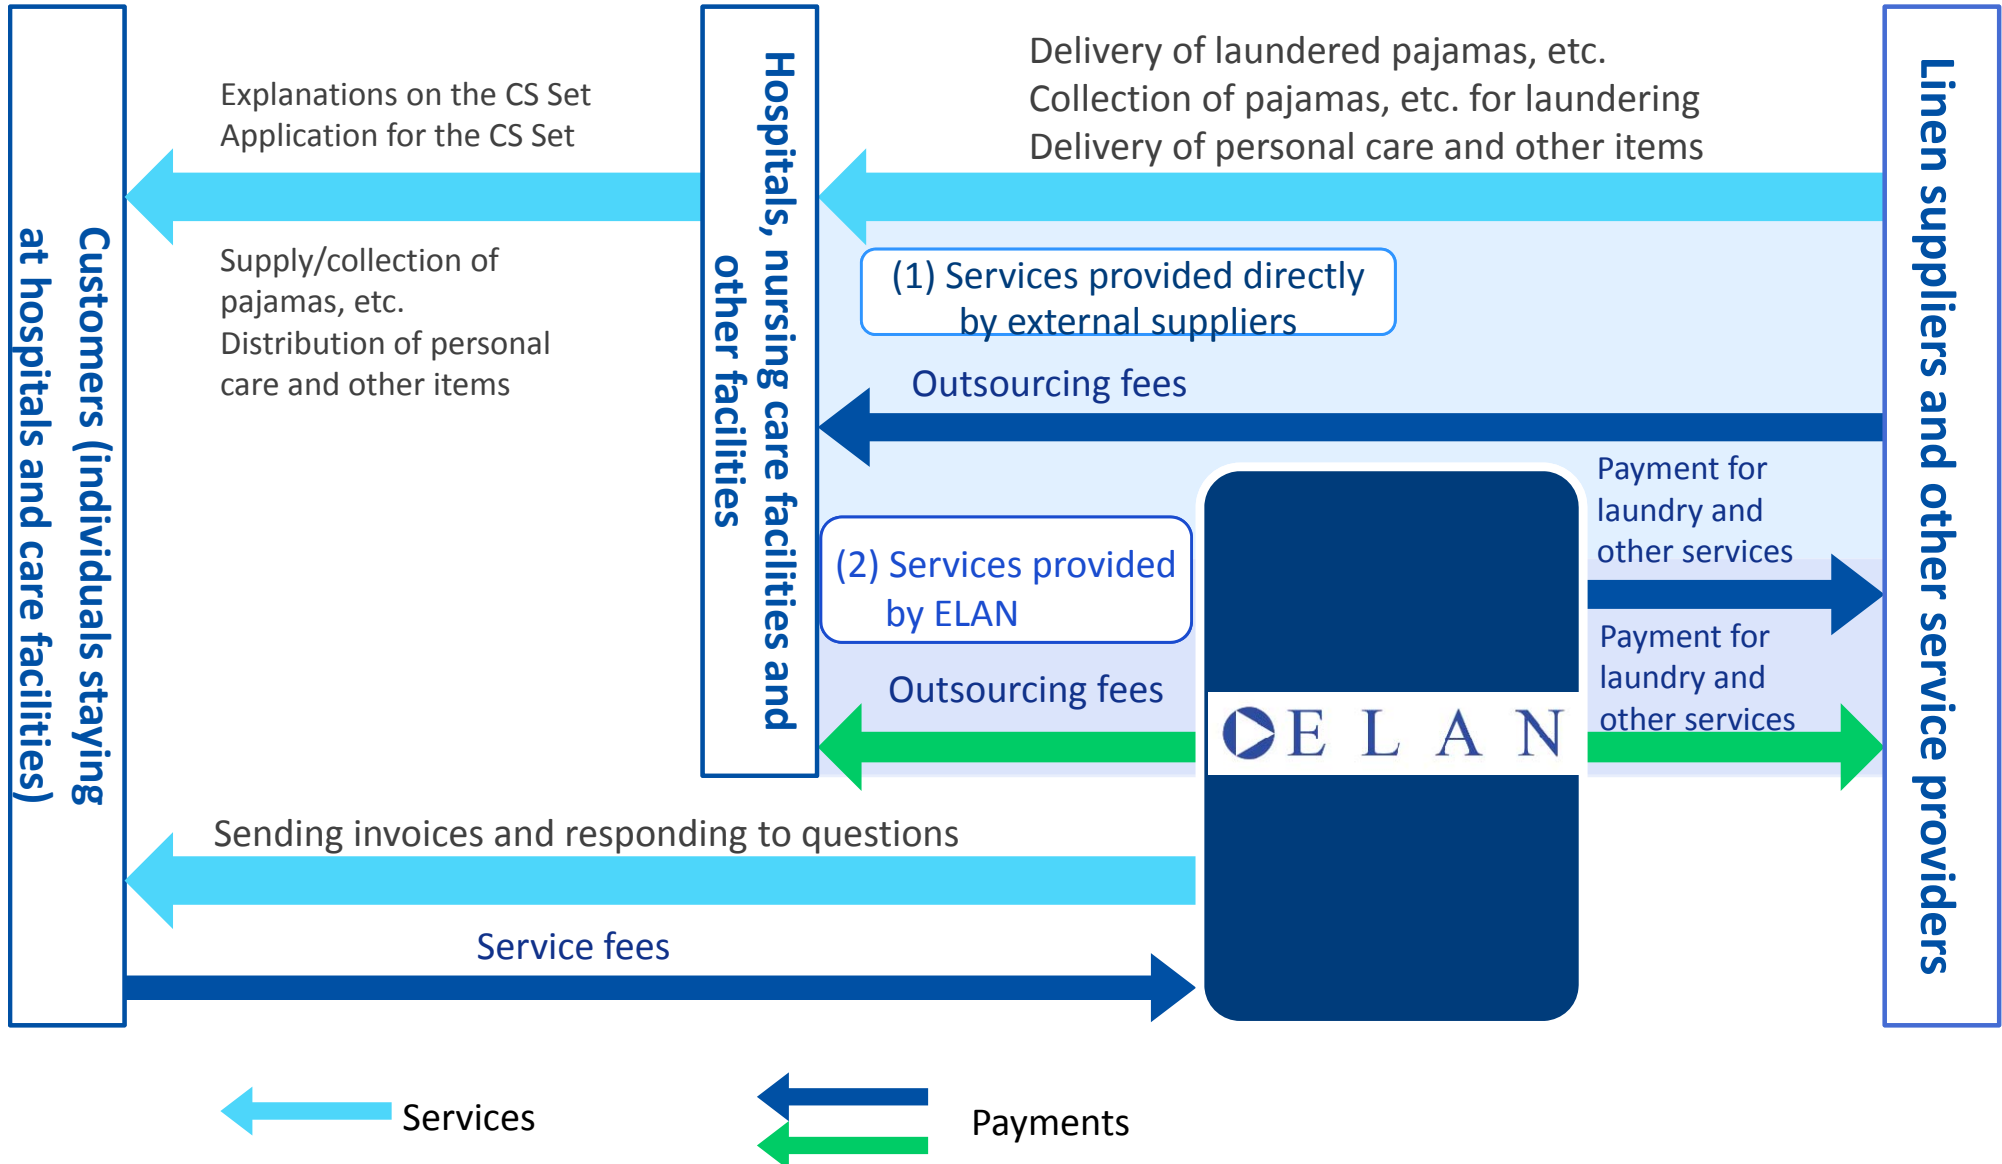 Customers (individuals staying
at hospitals and care facilities)
Explanations on the CS Set
Application for the CS Set
Supply/collection of
pajamas, etc.
Distribution of personal
care and other items
Hospitals, nursing care facilities and
other facilities
Delivery of laundered pajamas, etc.
Collection of pajamas, etc. for laundering
Delivery of personal care and other items
(1) Services provided directly
by external suppliers
Outsourcing fees
(2) Services provided
by ELAN
Outsourcing fees
Payment for
laundry and
other services
Payment for
laundry and
other services
ELAN
Linen suppliers and other service providers
Sending invoices and responding to questions
Service fees
Services
Payments